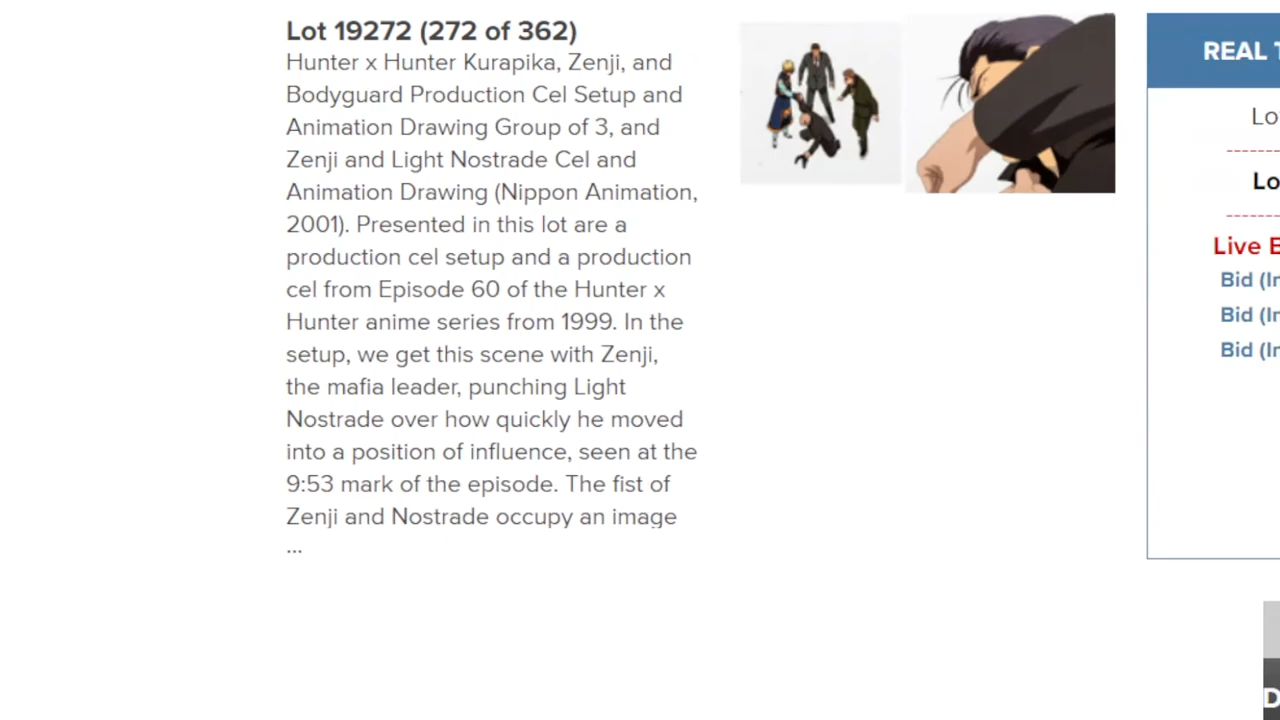 Lot 19272 (272 of 362)
Hunter x Hunter Kurapika, Zenji, and
Bodyguard Production Cel Setup and
Animation Drawing Group of 3, and
Zenji and Light Nostrade Cel and
Animation Drawing (Nippon Animation,
2001). Presented in this lot are a
production cel setup and a production
cel from Episode 60 of the Hunter x
Hunter anime series from 1999. In the
setup, we get this scene with Zenji,
the mafia leader, punching Light
Nostrade over how quickly he moved
into a position of influence, seen at the
9:53 mark of the episode. The fist of
Zenji and Nostrade occupy an image
...
REAL
Lo
Lo
Live
Bid
Bid
Bid